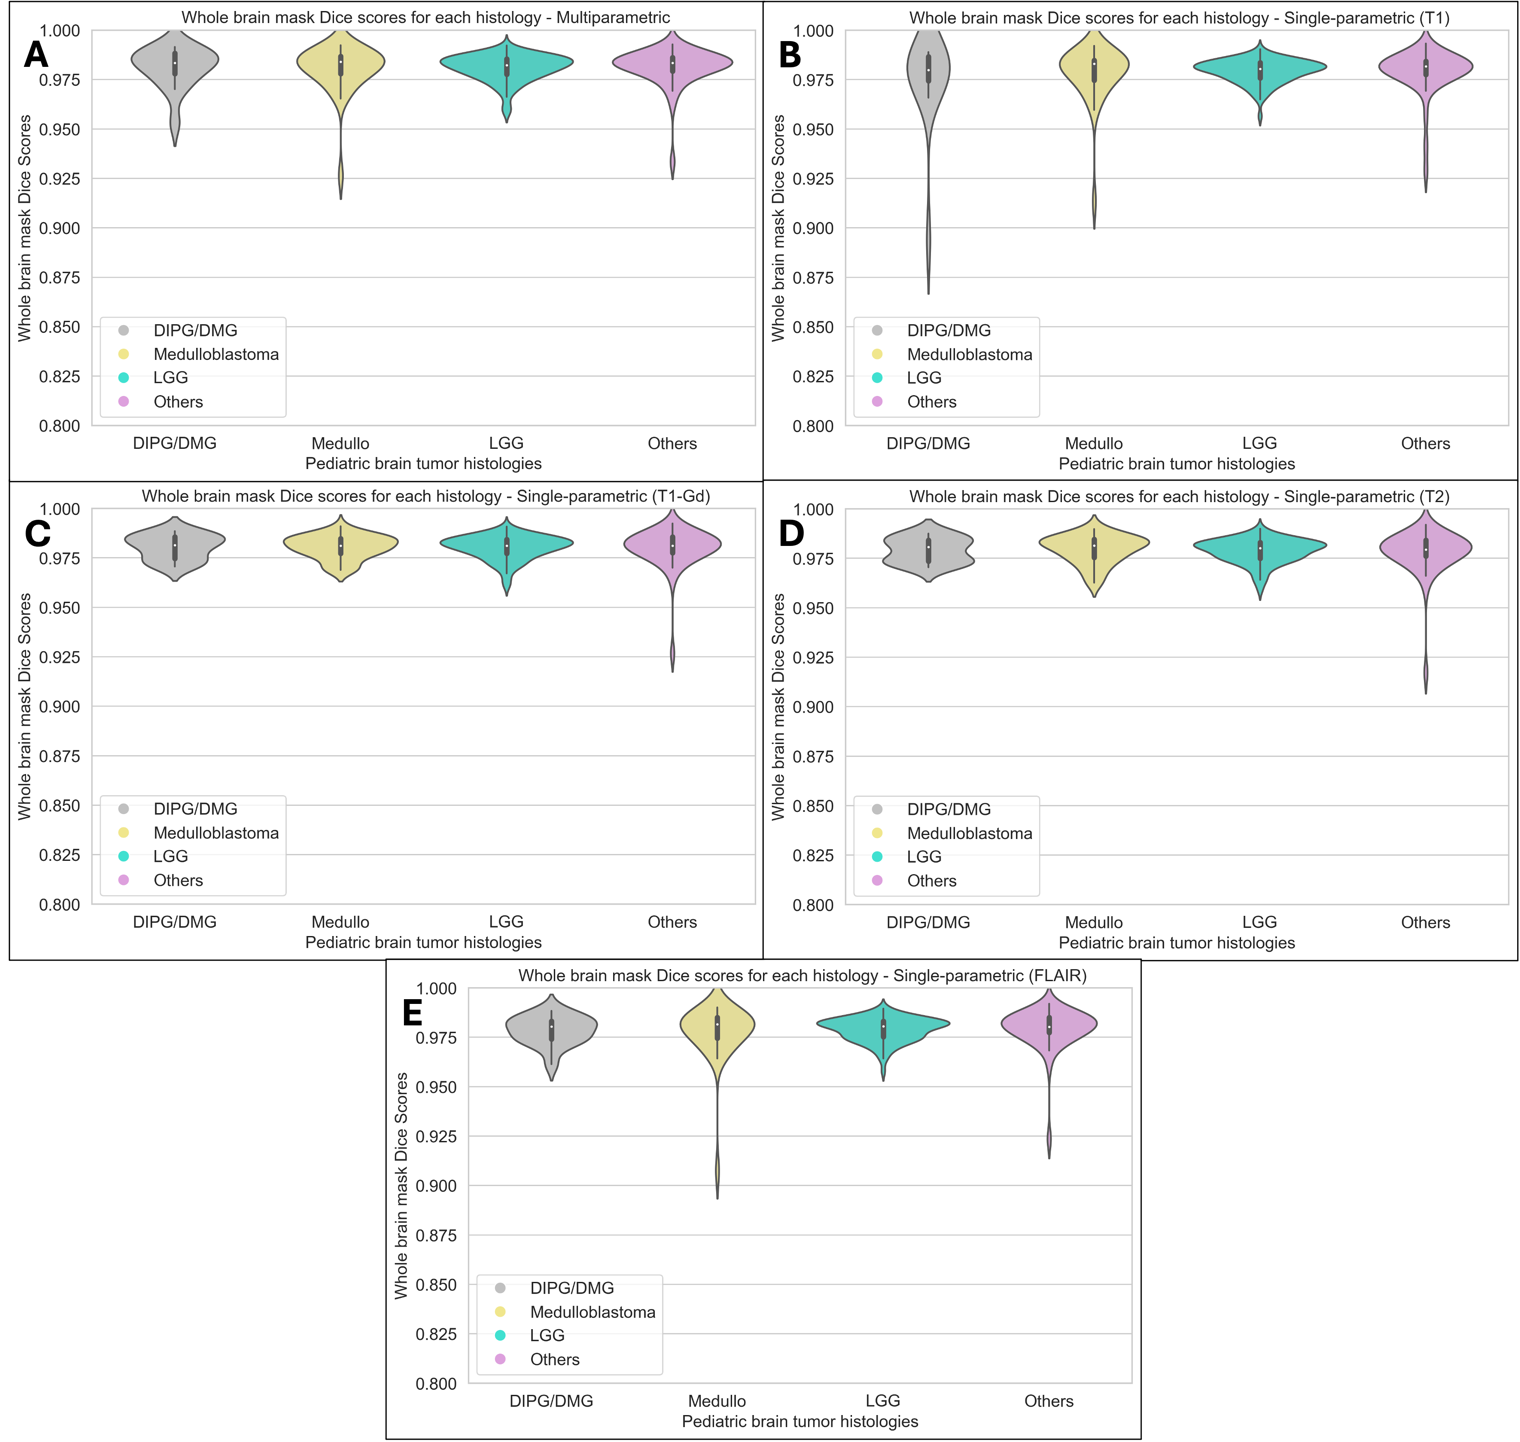 Whole brain mask Dice scores for each histology - Multiparametric
A
Whole brain mask Dice Scores
1.000
0.975
0.950
0.925
0.900
0.875
0.850
0.825
0.800
DIPG/DMG
Medulloblastoma
LGG
Others
DIPG/DMG Medullo LGG Others
Pediatric brain tumor histologies
Whole brain mask Dice scores for each histology - Single-parametric (T1)
B
Whole brain mask Dice Scores
1.000
0.975
0.950
0.925
0.900
0.875
0.850
0.825
0.800
DIPG/DMG
Medulloblastoma
LGG
Others
DIPG/DMG Medullo LGG Others
Pediatric brain tumor histologies
Whole brain mask Dice scores for each histology - Single-parametric (T1-Gd)
C
Whole brain mask Dice Scores
1.000
0.975
0.950
0.925
0.900
0.875
0.850
0.825
0.800
DIPG/DMG
Medulloblastoma
LGG
Others
DIPG/DMG Medullo LGG Others
Pediatric brain tumor histologies
Whole brain mask Dice scores for each histology - Single-parametric (T2)
D
Whole brain mask Dice Scores
1.000
0.975
0.950
0.925
0.900
0.875
0.850
0.825
0.800
DIPG/DMG
Medulloblastoma
LGG
Others
DIPG/DMG Medullo LGG Others
Pediatric brain tumor histologies
Whole brain mask Dice scores for each histology - Single-parametric (FLAIR)
E
Whole brain mask Dice Scores
1.000
0.975
0.950
0.925
0.900
0.875
0.850
0.825
0.800
DIPG/DMG
Medulloblastoma
LGG
Others
DIPG/DMG Medullo LGG Others
Pediatric brain tumor histologies